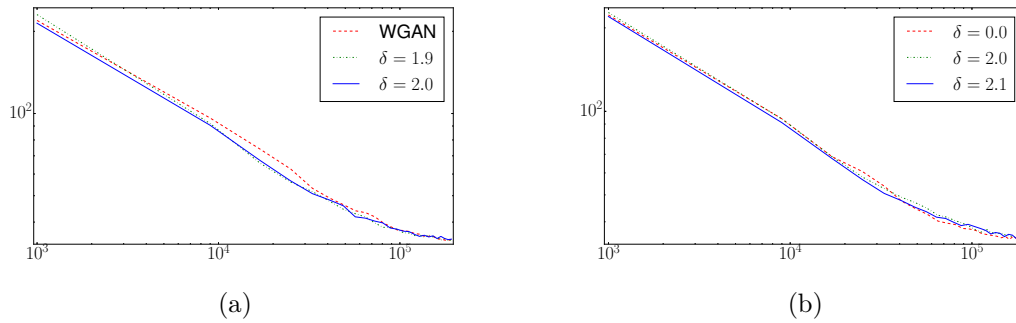 10^2
WGAN
δ = 1.9
δ = 2.0
10^3 10^4 10^5
(a)
10^2
δ = 0.0
δ = 2.0
δ = 2.1
10^3 10^4 10^5
(b)